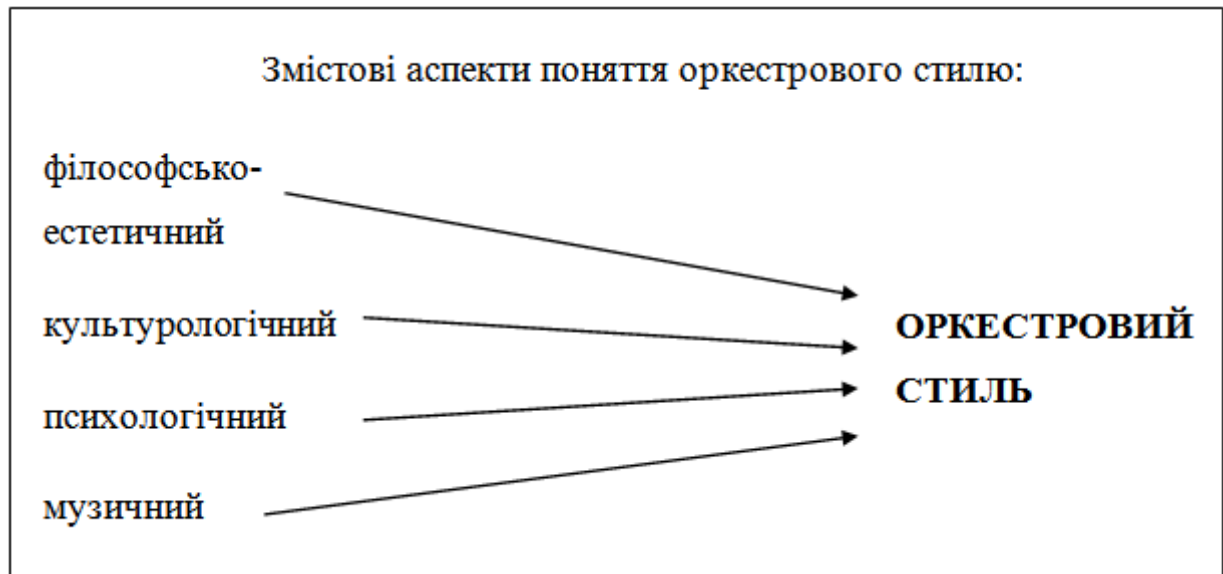 Змістові аспекти поняття оркестрового стилю:
філософсько-
естетичний
культурологічний
психологічний
музичний
ОРКЕСТРОВИЙ
СТИЛЬ